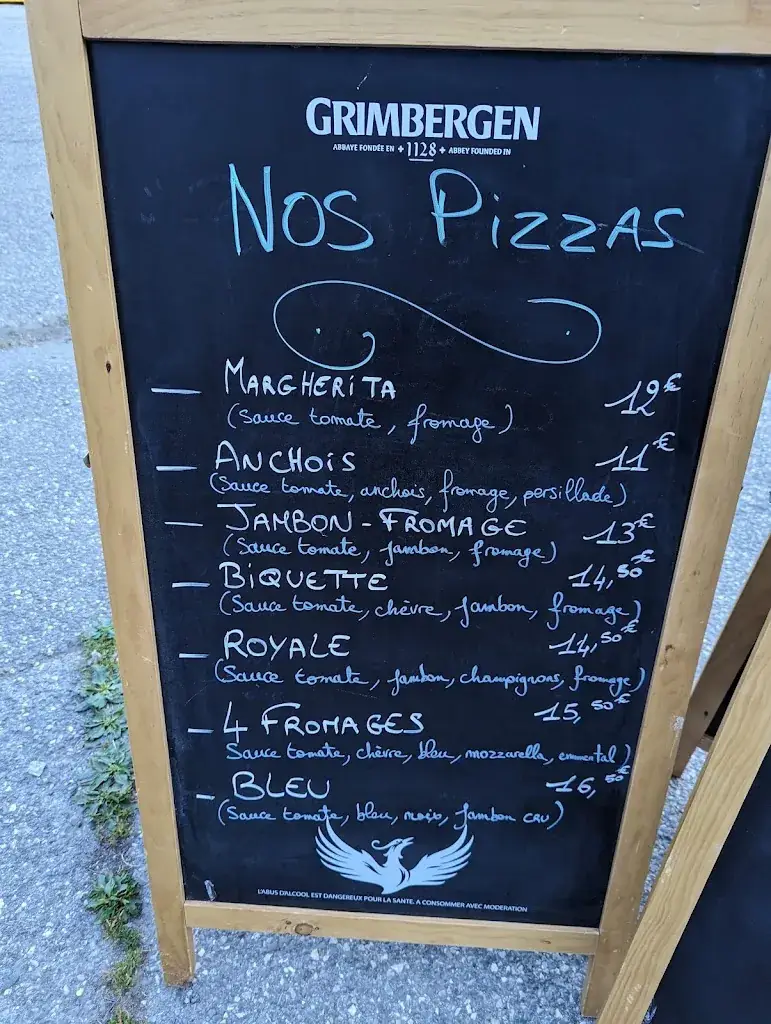 GRIMBERGEN
ABBAYE FONDÉE EN + 1128 + ABBEY FOUNDED IN
NOS PIZZAS
— MARGHERITA 12€
(Sauce tomate, fromage)
— ANCHOIS 11€
(Sauce tomate, anchois, fromage, persillade)
— JAMBON - FROMAGE 13€
(Sauce tomate, jambon, fromage)
— BIQUETTE 14,50€
(Sauce tomate, chèvre, jambon, fromage)
— ROYALE 14,50€
(Sauce tomate, jambon, champignons, fromage)
— 4 FROMAGES 15,50€
Sauce tomate, chèvre, bleu, mozzarella, emmental)
— BLEU 16,50€
(Sauce tomate, bleu, noix, jambon CRU)
L'ABUS D'ALCOOL EST DANGEREUX POUR LA SANTE. A CONSOMMER AVEC MODERATION